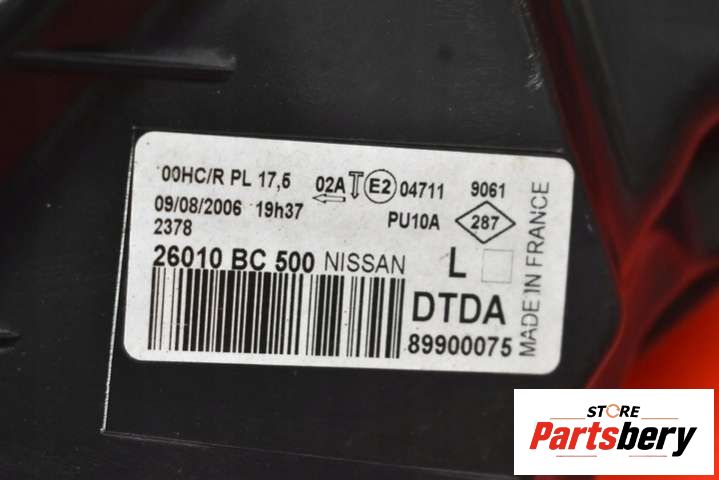 00HC/R PL 17,5 02A E2 04711 9061
09/08/2006 19h37 PU10A 287
2378
26010 BC 500 NISSAN L
DTDA
89900075
MADE IN FRANCE
STORE
Partsbery